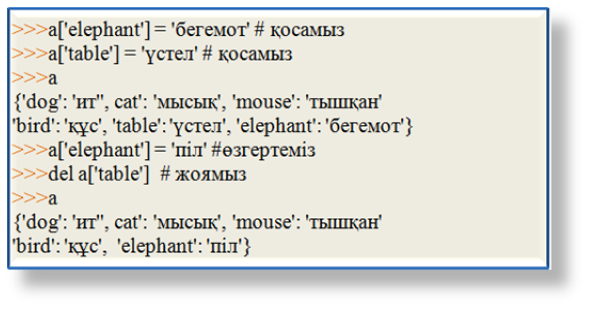 >>>a['elephant'] = 'бегемот' # қосамыз
>>>a['table'] = 'үстел' # қосамыз
>>>a
{'dog': 'ит'', cat': 'мысық', 'mouse': 'тышқан'
'bird': 'құс', 'table': 'үстел', 'elephant': 'бегемот'}
>>>a['elephant'] = 'піл' #өзгертеміз
>>>del a['table']  # жоямыз
>>>a
{'dog': 'ит'', cat': 'мысық', 'mouse': 'тышқан'
'bird': 'құс',  'elephant': 'піл'}